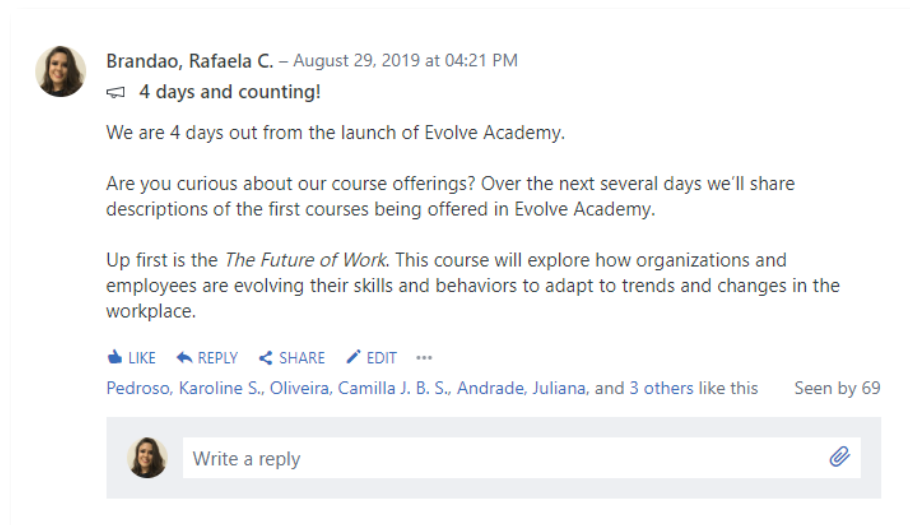 Brandao, Rafaela C. – August 29, 2019 at 04:21 PM
4 days and counting!
We are 4 days out from the launch of Evolve Academy.
Are you curious about our course offerings? Over the next several days we'll share
descriptions of the first courses being offered in Evolve Academy.
Up first is the The Future of Work. This course will explore how organizations and
employees are evolving their skills and behaviors to adapt to trends and changes in the
workplace.
LIKE REPLY SHARE EDIT •••
Pedroso, Karoline S., Oliveira, Camilla J. B. S., Andrade, Juliana, and 3 others like this Seen by 69
Write a reply